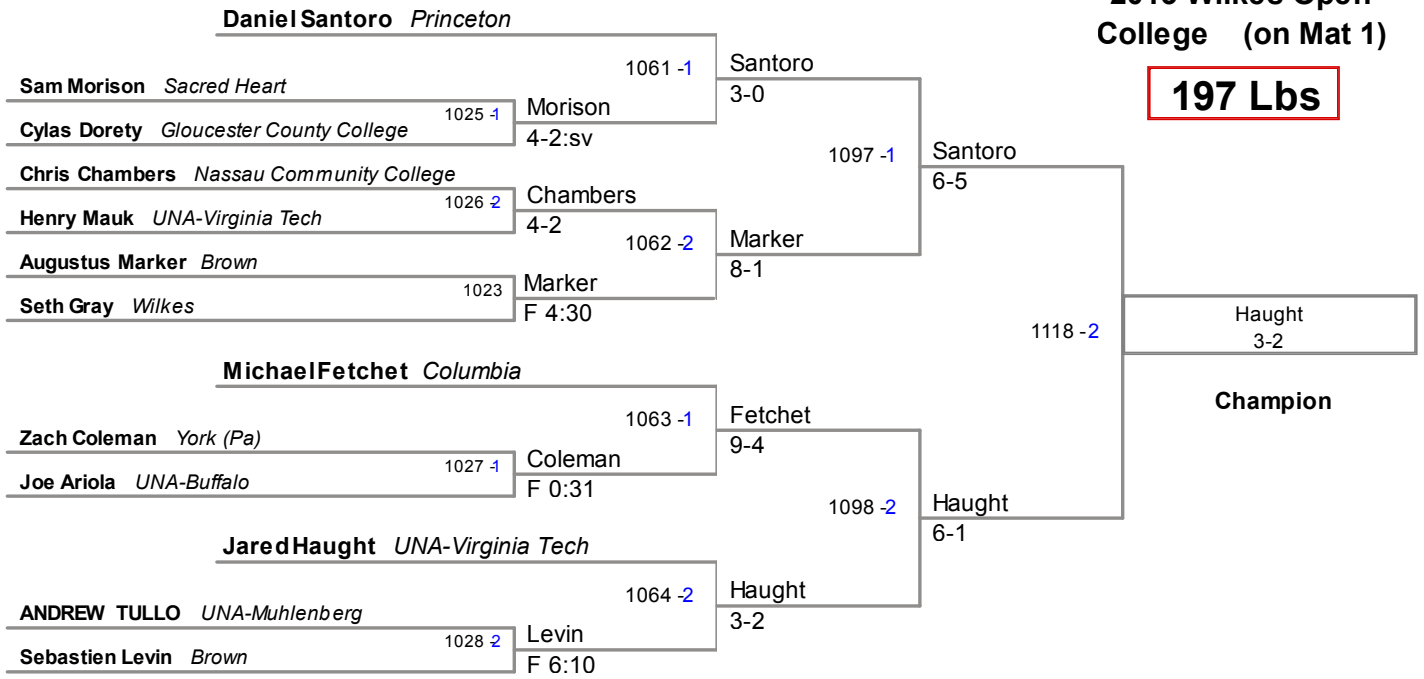 Daniel Santoro Princeton
College (on Mat 1)
197 Lbs
1061 -1
Santoro
3-0
Sam Morison Sacred Heart
1025 -1
Morison
4-2:sv
Cylas Dorety Gloucester County College
1097 -1
Santoro
6-5
Chris Chambers Nassau Community College
1026 -2
Chambers
4-2
Henry Mauk UNA-Virginia Tech
1062 -2
Marker
8-1
Augustus Marker Brown
1023
Marker
F 4:30
Seth Gray Wilkes
1118 -2
Haught
3-2
Champion
Michael Fetchet Columbia
1063 -1
Fetchet
9-4
Zach Coleman York (Pa)
1027 -1
Coleman
F 0:31
Joe Ariola UNA-Buffalo
1098 -2
Haught
6-1
Jared Haught UNA-Virginia Tech
1064 -2
Haught
3-2
ANDREW TULLO UNA-Muhlenberg
1028 -2
Levin
F 6:10
Sebastien Levin Brown